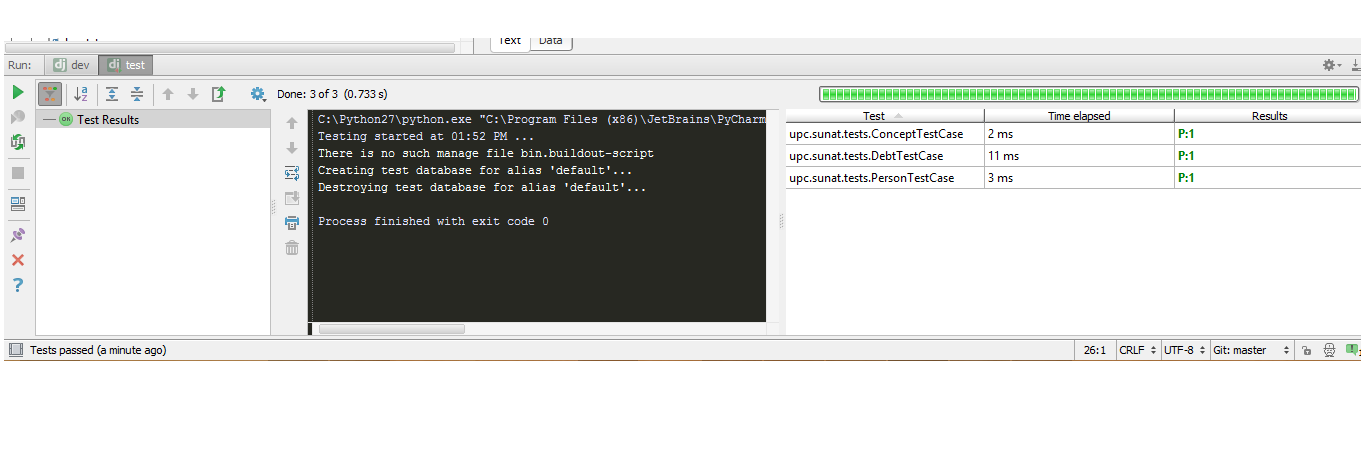 Text Data
Run: dev test
Done: 3 of 3 (0.733 s)
Test Results
C:\Python27\python.exe "C:\Program Files (x86)\JetBrains\PyCharm
Testing started at 01:52 PM ...
There is no such manage file bin.buildout-script
Creating test database for alias 'default'...
Destroying test database for alias 'default'...
Process finished with exit code 0
Test Time elapsed Results
upc.sunat.tests.ConceptTestCase 2 ms P:1
upc.sunat.tests.DebtTestCase 11 ms P:1
upc.sunat.tests.PersonTestCase 3 ms P:1
Tests passed (a minute ago) 26:1 CRLF UTF-8 Git: master